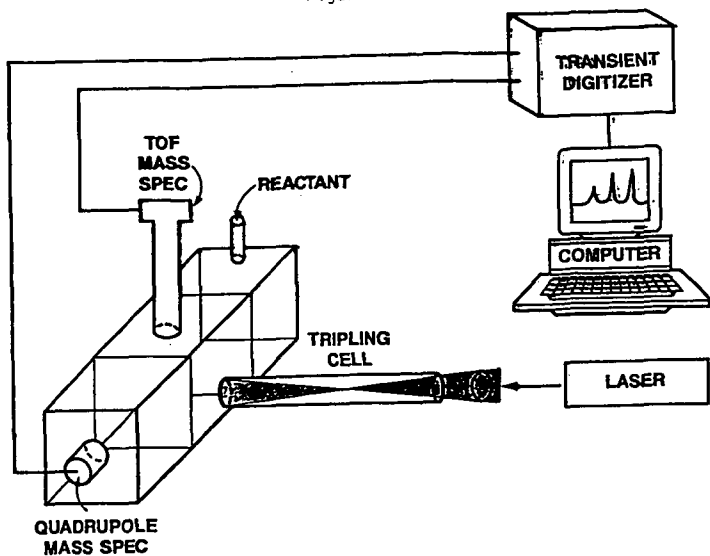 TRANSIENT
DIGITIZER
TOF
MASS
SPEC
REACTANT
COMPUTER
TRIPLING
CELL
LASER
QUADRUPOLE
MASS SPEC